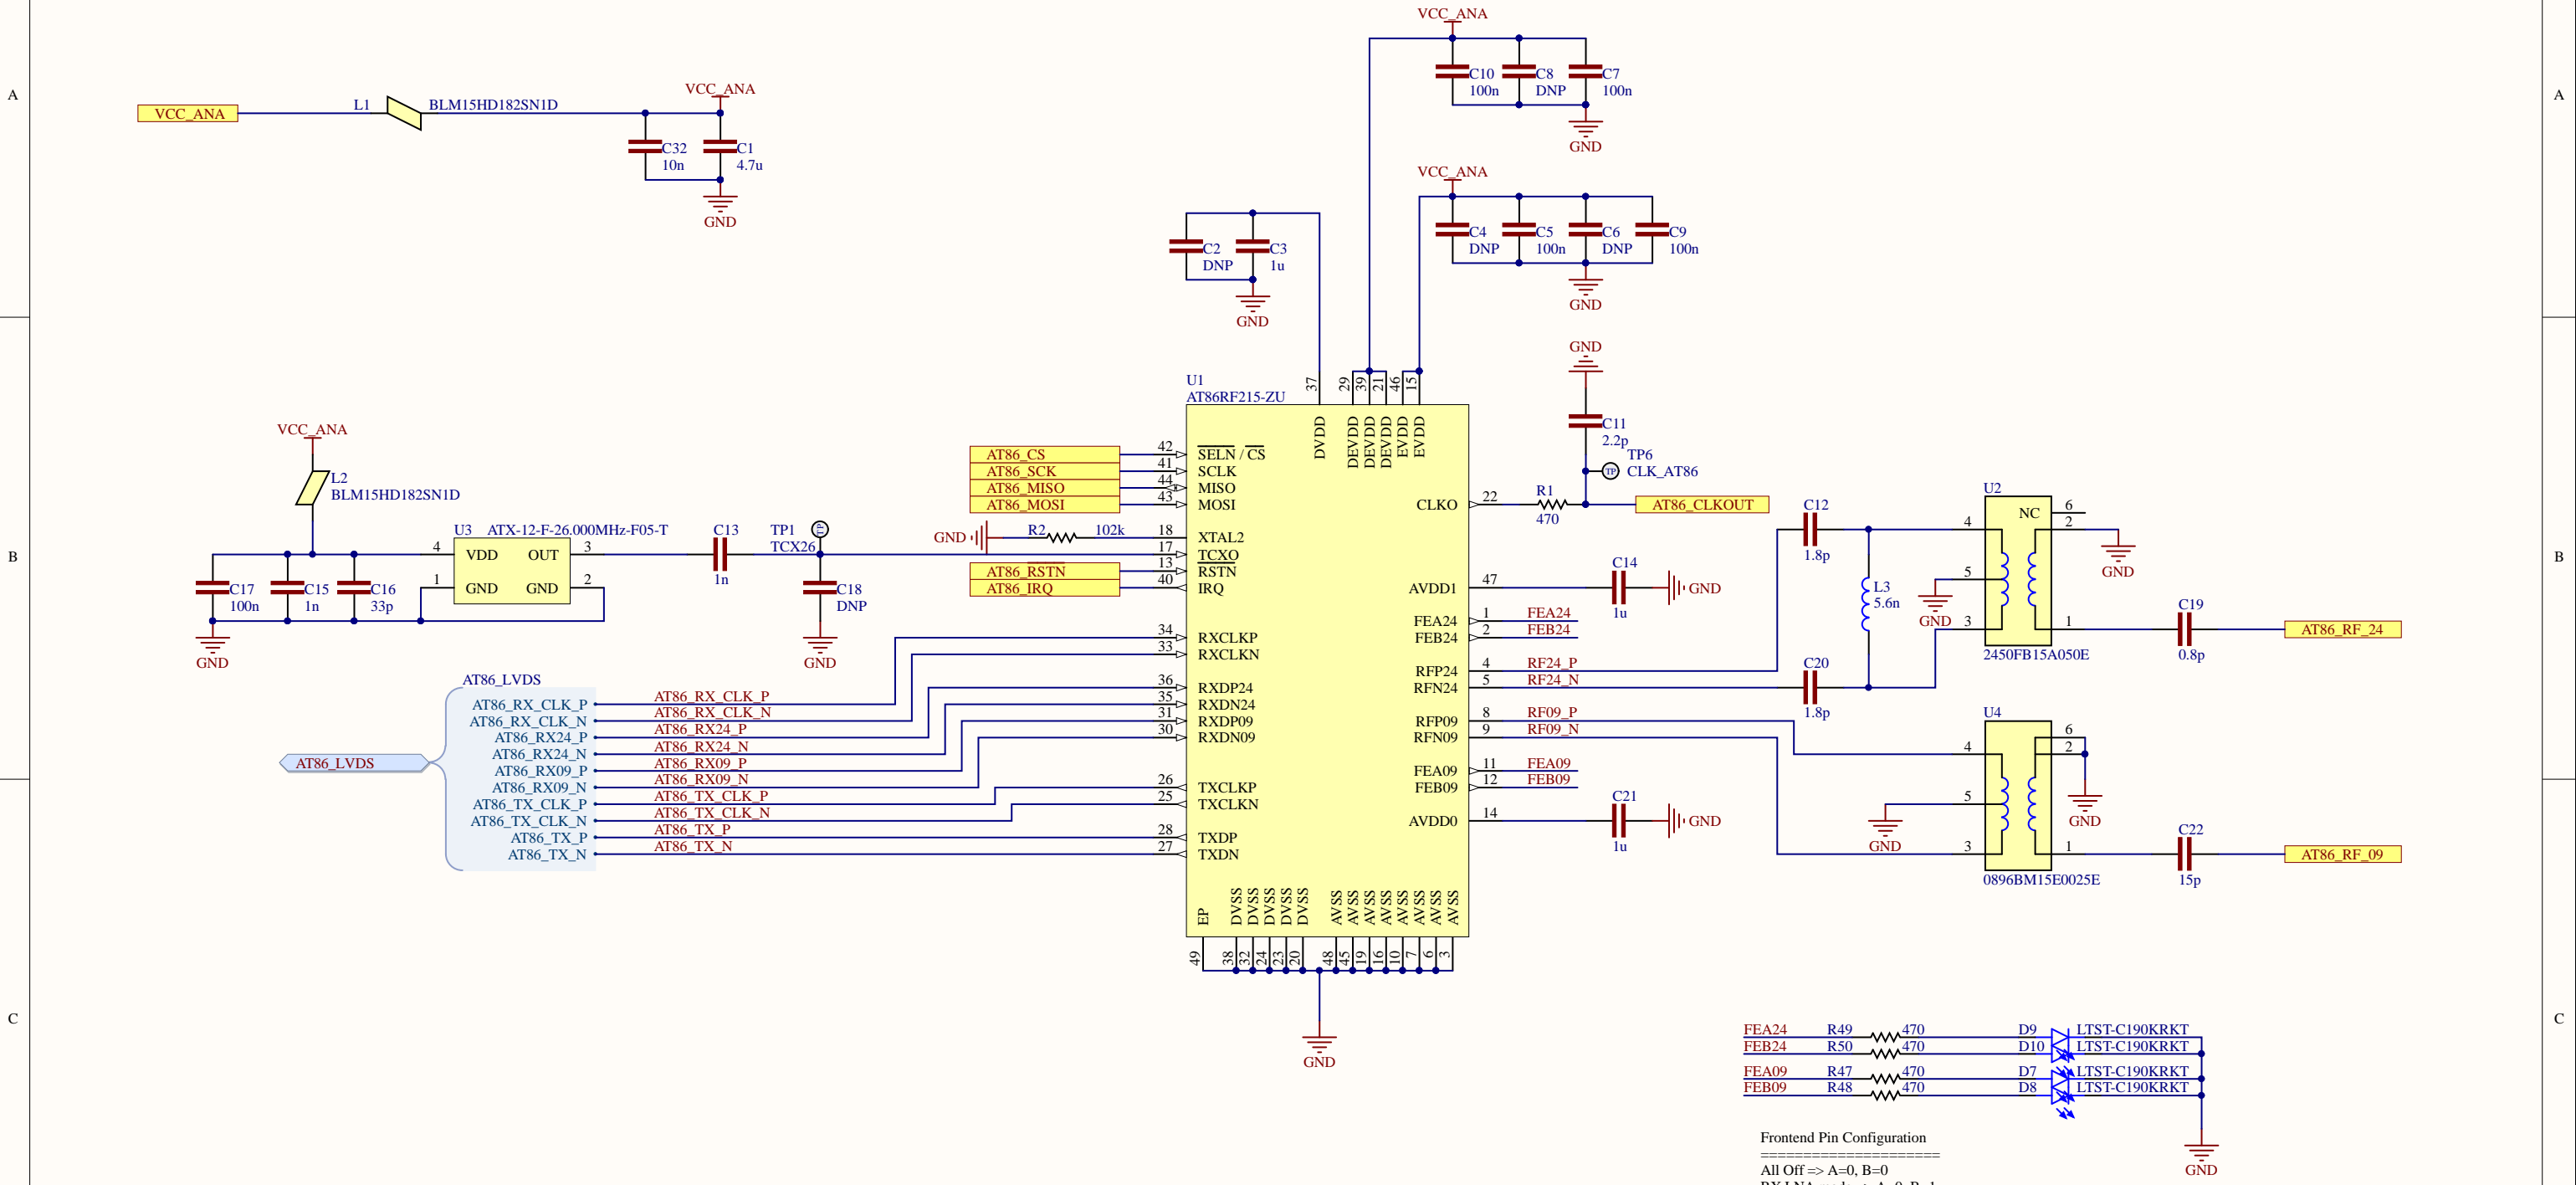 A
A
VCC_ANA
L1
BLM15HD182SN1D
VCC_ANA
C32
10n
C1
4.7u
GND
VCC_ANA
C10
100n
C8
DNP
C7
100n
GND
VCC_ANA
C4
DNP
C5
100n
C6
DNP
C9
100n
GND
C2
DNP
C3
1u
GND
B
B
VCC_ANA
L2
BLM15HD182SN1D
U3
ATX-12-F-26.000MHz-F05-T
4
VDD
OUT
3
1
GND
GND
2
C17
100n
C15
1n
C16
33p
GND
C13
1n
TP1
TCX26
TP
C18
DNP
GND
U1
AT86RF215-ZU
37
29
39
21
46
15
DVDD
DEVDD
DEVDD
DEVDD
EVDD
EVDD
AT86_CS
42
SELN / CS
AT86_SCK
41
SCLK
AT86_MISO
44
MISO
AT86_MOSI
43
MOSI
GND
R2
102k
18
XTAL2
17
TCXO
AT86_RSTN
13
RSTN
AT86_IRQ
40
IRQ
34
RXCLKP
33
RXCLKN
36
RXDP24
35
RXDN24
31
RXDP09
30
RXDN09
26
TXCLKP
25
TXCLKN
28
TXDP
27
TXDN
AT86_LVDS
AT86_LVDS
AT86_RX_CLK_P
AT86_RX_CLK_P
AT86_RX_CLK_N
AT86_RX_CLK_N
AT86_RX24_P
AT86_RX24_P
AT86_RX24_N
AT86_RX24_N
AT86_RX09_P
AT86_RX09_P
AT86_RX09_N
AT86_RX09_N
AT86_TX_CLK_P
AT86_TX_CLK_P
AT86_TX_CLK_N
AT86_TX_CLK_N
AT86_TX_P
AT86_TX_P
AT86_TX_N
AT86_TX_N
GND
C11
2.2p
TP6
CLK_AT86
TP
CLKO
22
R1
470
AT86_CLKOUT
AVDD1
47
C14
1u
GND
FEA24
1
FEA24
FEB24
2
FEB24
RFP24
4
RF24_P
RFN24
5
RF24_N
RFP09
8
RF09_P
RFN09
9
RF09_N
FEA09
11
FEA09
FEB09
12
FEB09
AVDD0
14
C21
1u
GND
C12
1.8p
L3
5.6n
C20
1.8p
U2
4
NC
6
2
GND
5
GND
3
1
2450FB15A050E
C19
0.8p
AT86_RF_24
U4
4
6
2
5
GND
GND
3
1
0896BM15E0025E
C22
15p
AT86_RF_09
EP
DVSS
DVSS
DVSS
DVSS
DVSS
AVSS
AVSS
AVSS
AVSS
AVSS
AVSS
AVSS
AVSS
49
38
32
24
23
20
48
45
19
16
10
7
6
3
GND
C
C
FEA24
R49
470
D9
LTST-C190KRKT
FEB24
R50
470
D10
LTST-C190KRKT
FEA09
R47
470
D7
LTST-C190KRKT
FEB09
R48
470
D8
LTST-C190KRKT
GND
Frontend Pin Configuration
=====================
All Off => A=0, B=0